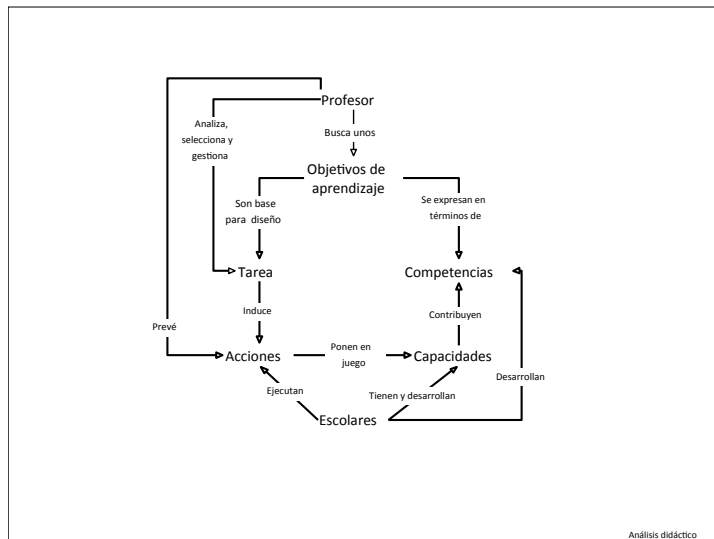 Profesor
Analiza,
selecciona y
gestiona
Busca unos
Objetivos de
aprendizaje
Son base
para diseño
Se expresan en
términos de
Tarea
Competencias
Induce
Contribuyen
Prevé
Acciones
Ponen en
juego
Capacidades
Desarrollan
Ejecutan
Tienen y desarrollan
Escolares
Análisis didáctico